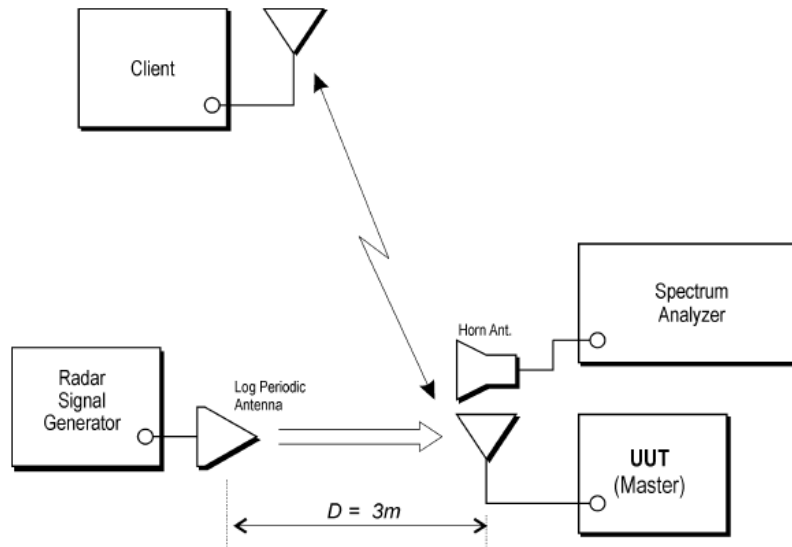 Client
Spectrum
Analyzer
Horn Ant.
Radar
Signal
Generator
Log Periodic
Antenna
UUT
(Master)
D = 3m